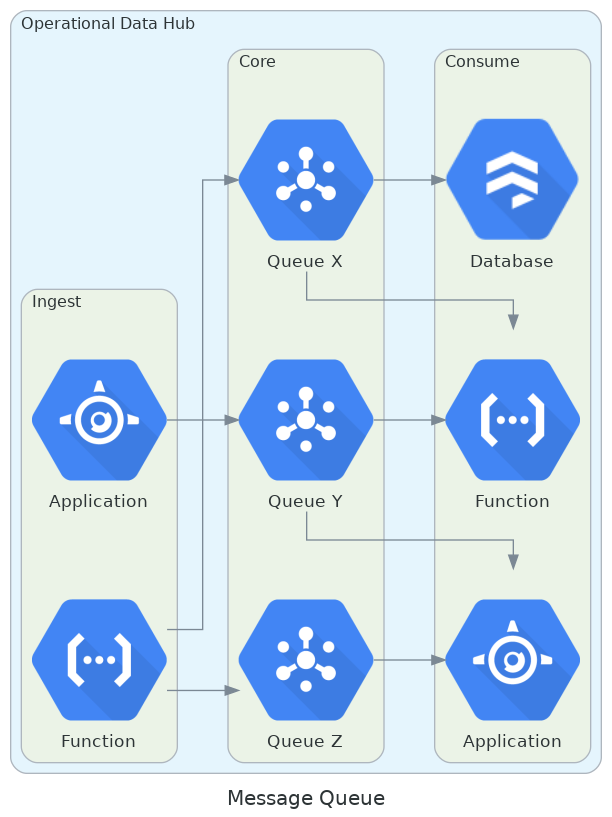 Operational Data Hub
Core
Consume
Queue X
Database
Ingest
Application
Queue Y
Function
Function
Queue Z
Application
Message Queue